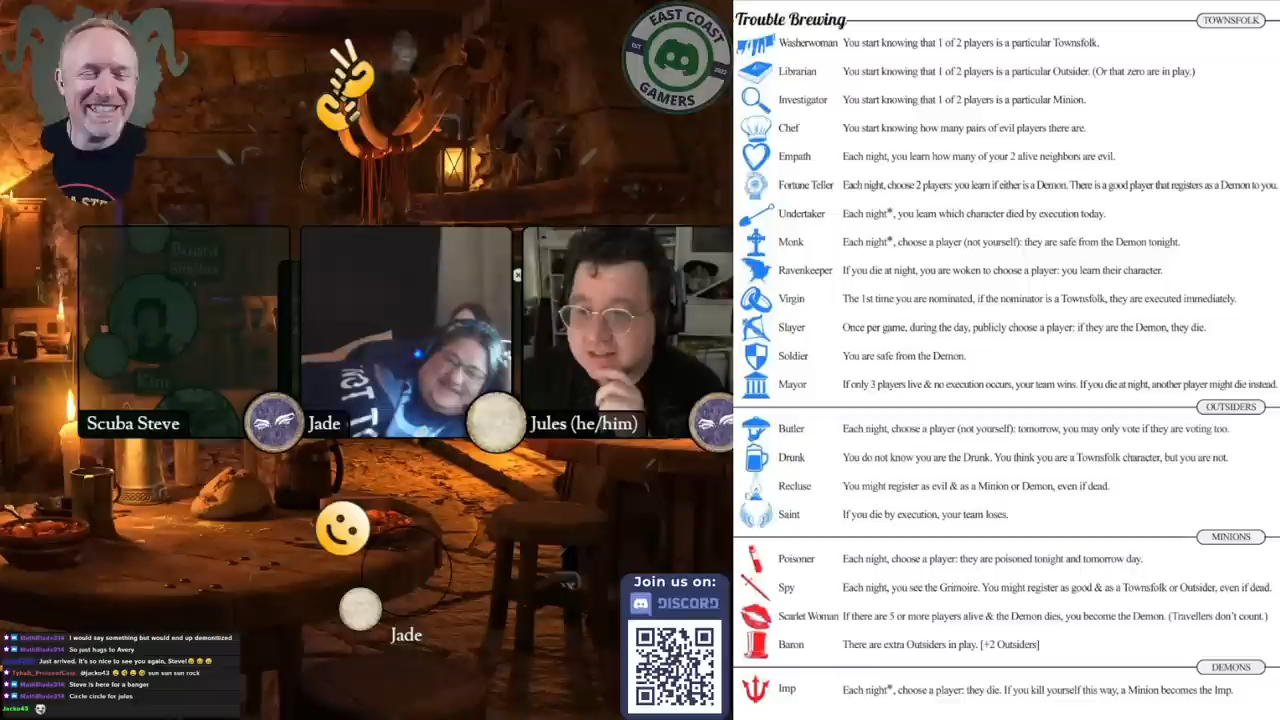 EAST COAST
EST
2022
GAMERS
Scuba Steve
Jade
Jules (he/him)
NOT
Jade
Join us on:
DISCORD
MathBlade314 I would say something but would end up demonitized
MathBlade314 So just hugs to Avery
Just arrived. It's so nice to see you again, Steve!
@jacko43 sun sun sun rock
MathBlade314 Steve is here for a banger
MathBlade314 Circle circle for jules
Jacko43
Trouble Brewing
TOWNSFOLK
Washerwoman You start knowing that 1 of 2 players is a particular Townsfolk.
Librarian You start knowing that 1 of 2 players is a particular Outsider. (Or that zero are in play.)
Investigator You start knowing that 1 of 2 players is a particular Minion.
Chef You start knowing how many pairs of evil players there are.
Empath Each night, you learn how many of your 2 alive neighbors are evil.
Fortune Teller Each night, choose 2 players: you learn if either is a Demon. There is a good player that registers as a Demon to you.
Undertaker Each night*, you learn which character died by execution today.
Monk Each night*, choose a player (not yourself): they are safe from the Demon tonight.
Ravenkeeper If you die at night, you are woken to choose a player: you learn their character.
Virgin The 1st time you are nominated, if the nominator is a Townsfolk, they are executed immediately.
Slayer Once per game, during the day, publicly choose a player: if they are the Demon, they die.
Soldier You are safe from the Demon.
Mayor If only 3 players live & no execution occurs, your team wins. If you die at night, another player might die instead.
OUTSIDERS
Butler Each night, choose a player (not yourself): tomorrow, you may only vote if they are voting too.
Drunk You do not know you are the Drunk. You think you are a Townsfolk character, but you are not.
Recluse You might register as evil & as a Minion or Demon, even if dead.
Saint If you die by execution, your team loses.
MINIONS
Poisoner Each night, choose a player: they are poisoned tonight and tomorrow day.
Spy Each night, you see the Grimoire. You might register as good & as a Townsfolk or Outsider, even if dead.
Scarlet Woman If there are 5 or more players alive & the Demon dies, you become the Demon. (Travellers don't count.)
Baron There are extra Outsiders in play. [+2 Outsiders]
DEMONS
Imp Each night*, choose a player: they die. If you kill yourself this way, a Minion becomes the Imp.